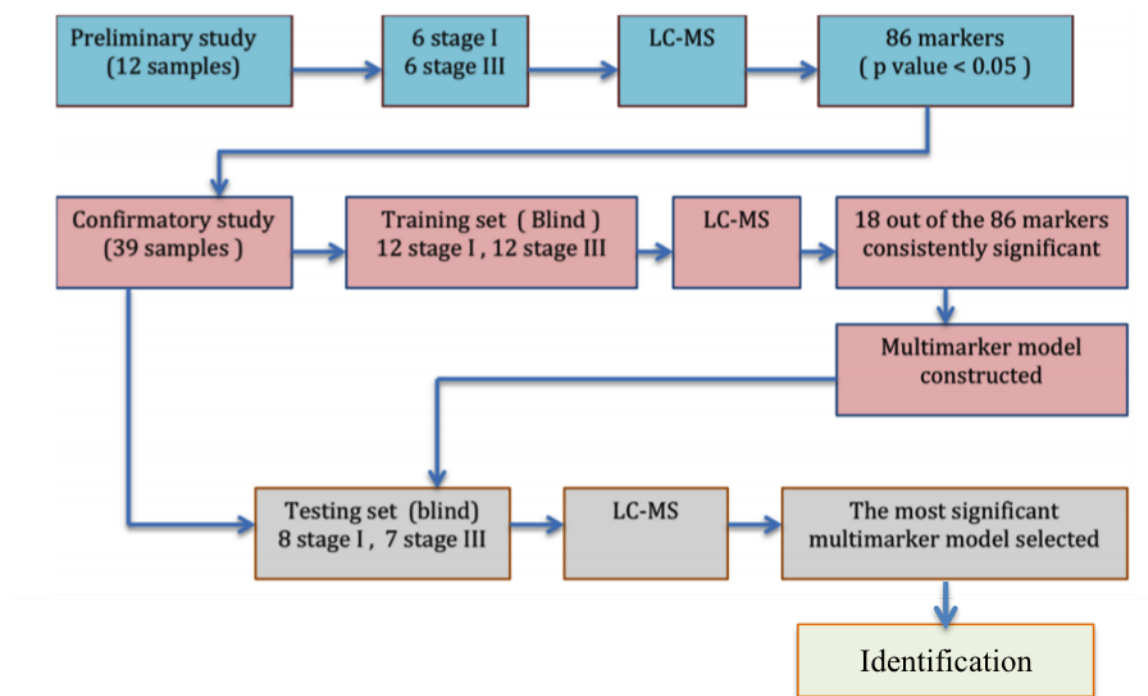 Preliminary study
(12 samples)
6 stage I
6 stage III
LC-MS
86 markers
( p value < 0.05 )
Confirmatory study
(39 samples )
Training set ( Blind )
12 stage I , 12 stage III
LC-MS
18 out of the 86 markers
consistently significant
Multimarker model
constructed
Testing set (blind)
8 stage I , 7 stage III
LC-MS
The most significant
multimarker model selected
Identification